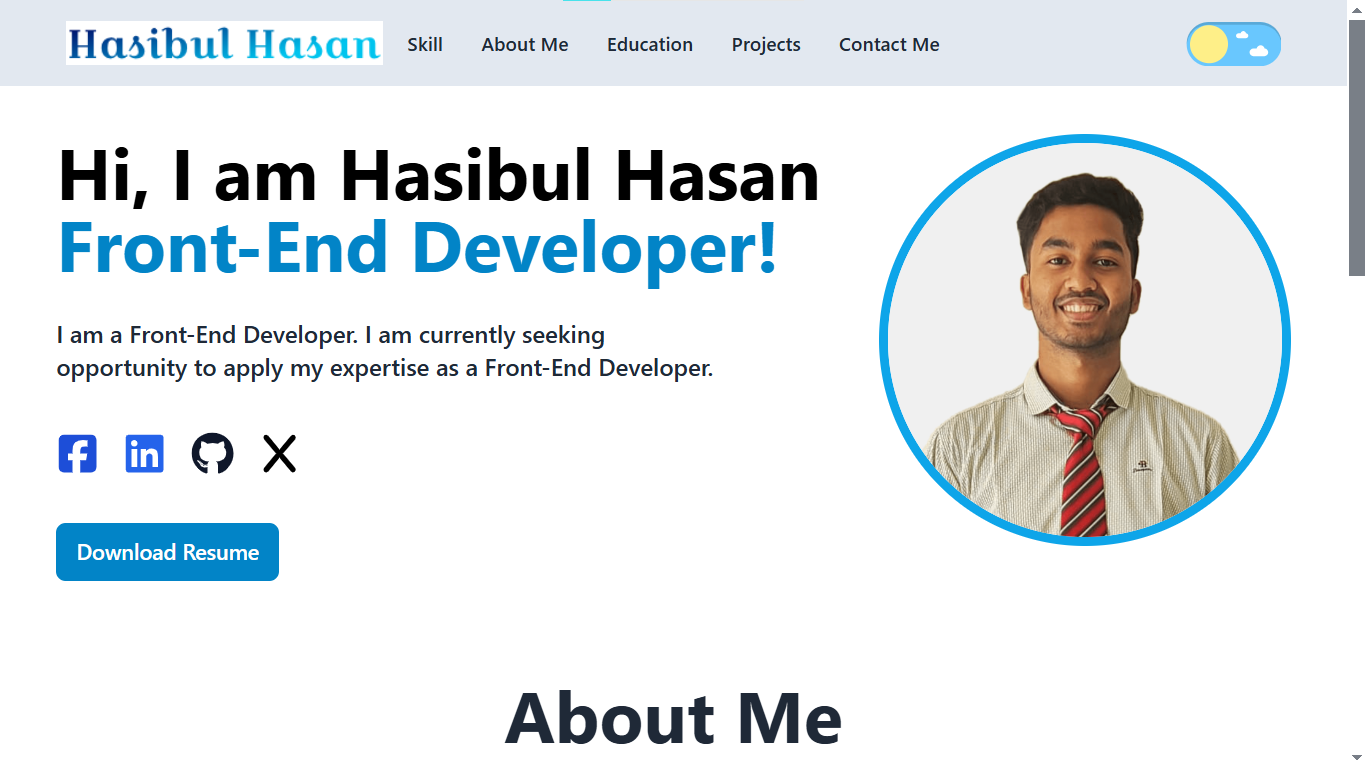 Hasibul Hasan
Skill
About Me
Education
Projects
Contact Me
Hi, I am Hasibul Hasan
Front-End Developer!
I am a Front-End Developer. I am currently seeking
opportunity to apply my expertise as a Front-End Developer.
Download Resume
About Me